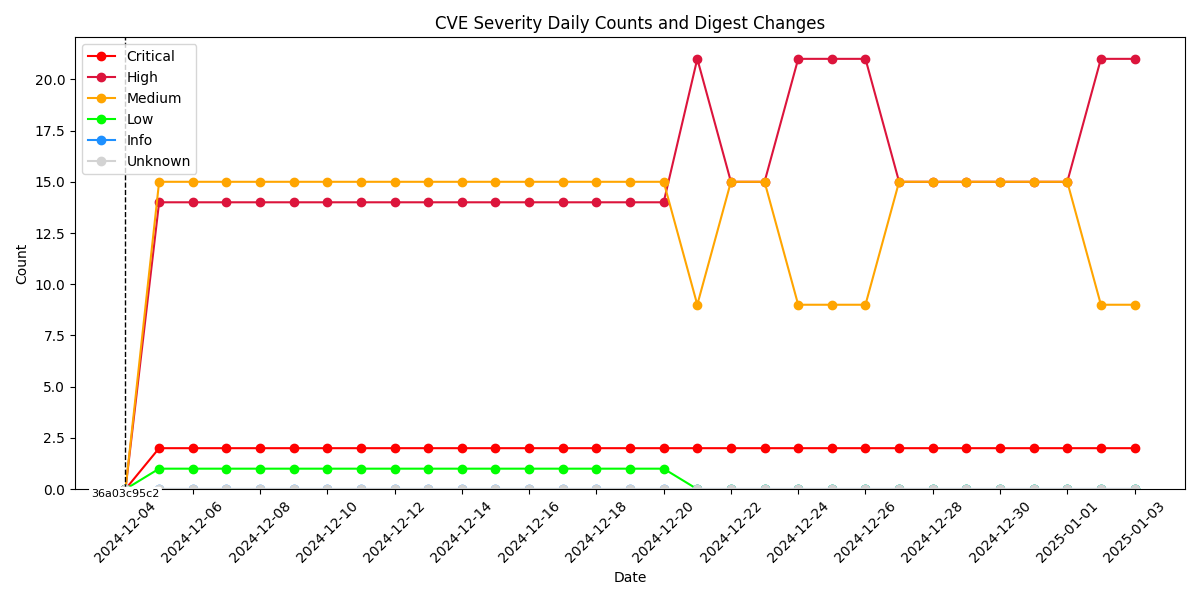 CVE Severity Daily Counts and Digest Changes
Critical
High
Medium
Low
Info
Unknown
Count
20.0
17.5
15.0
12.5
10.0
7.5
5.0
2.5
0.0
36a03c95c2
2024-12-04
2024-12-06
2024-12-08
2024-12-10
2024-12-12
2024-12-14
2024-12-16
2024-12-18
2024-12-20
2024-12-22
2024-12-24
2024-12-26
2024-12-28
2024-12-30
2025-01-01
2025-01-03
Date